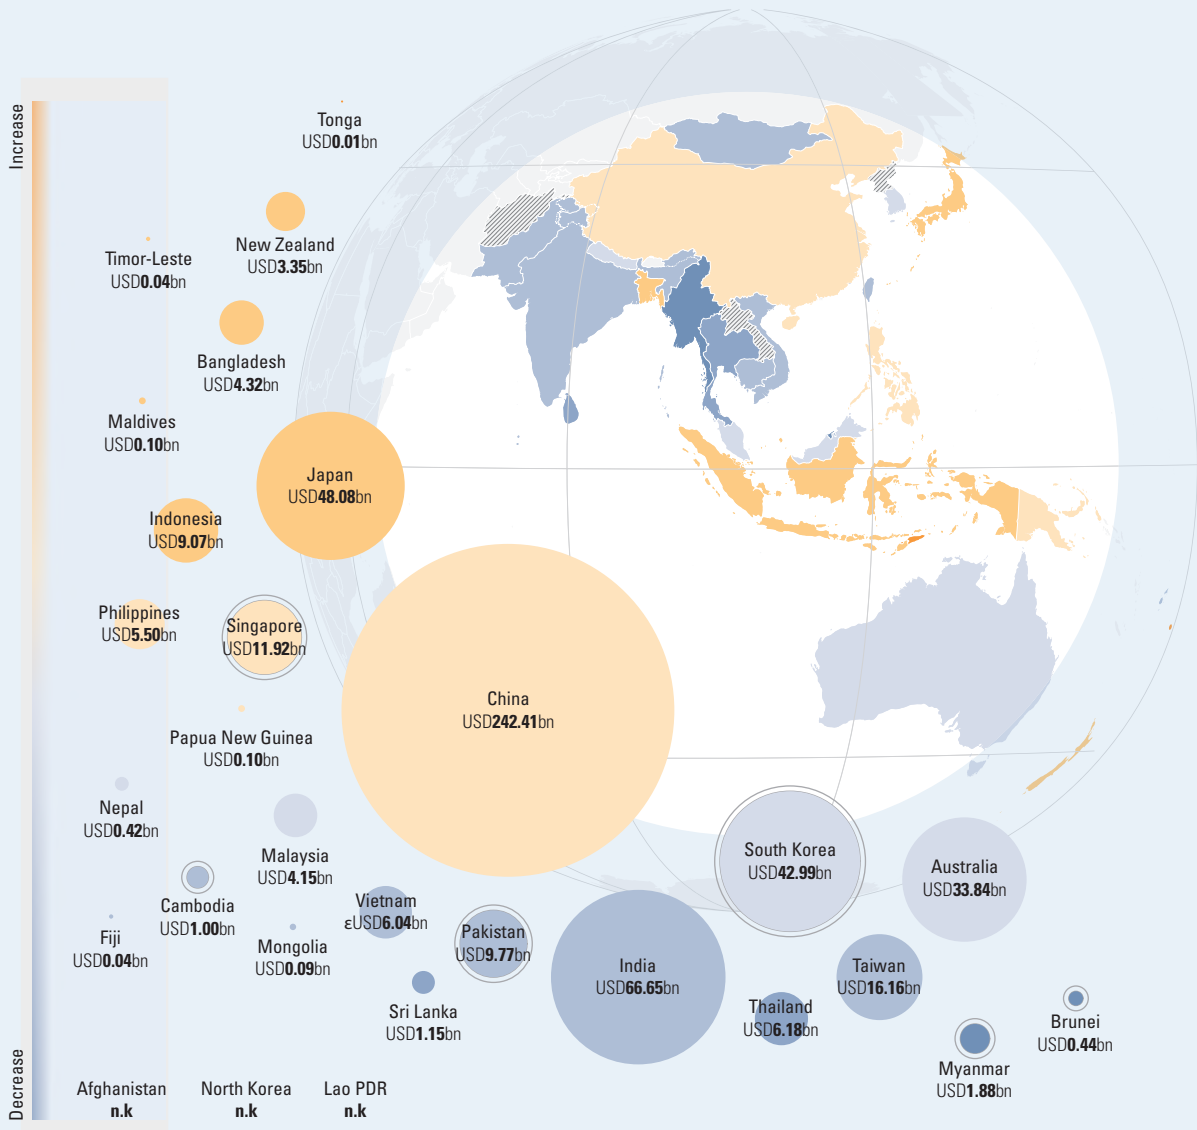 Increase
Tonga
USD0.01bn
New Zealand
USD3.35bn
Timor-Leste
USD0.04bn
Bangladesh
USD4.32bn
Maldives
USD0.10bn
Japan
USD48.08bn
Indonesia
USD9.07bn
Philippines
USD5.50bn
Singapore
USD11.92bn
China
USD242.41bn
Papua New Guinea
USD0.10bn
Nepal
USD0.42bn
Malaysia
USD4.15bn
South Korea
USD42.99bn
Australia
USD33.84bn
Cambodia
USD1.00bn
Vietnam
εUSD6.04bn
Fiji
USD0.04bn
Mongolia
USD0.09bn
Pakistan
USD9.77bn
India
USD66.65bn
Taiwan
USD16.16bn
Sri Lanka
USD1.15bn
Thailand
USD6.18bn
Brunei
USD0.44bn
Myanmar
USD1.88bn
Decrease
Afghanistan
n.k
North Korea
n.k
Lao PDR
n.k